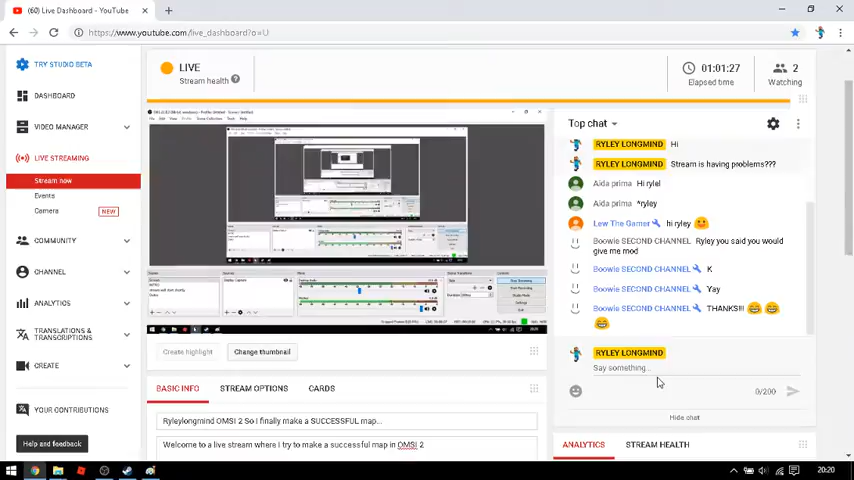 (60) Live Dashboard - YouTube
https://www.youtube.com/live_dashboard?o=U
TRY STUDIO BETA
DASHBOARD
VIDEO MANAGER
LIVE STREAMING
Stream now
Events
Camera
NEW
COMMUNITY
CHANNEL
ANALYTICS
TRANSLATIONS &
TRANSCRIPTIONS
CREATE
YOUR CONTRIBUTIONS
Help and feedback
LIVE
Stream health
01:01:27
Elapsed time
2
Watching
Create highlight
Change thumbnail
BASIC INFO
STREAM OPTIONS
CARDS
Ryleylongmind OMSI 2 So I finally make a SUCCESSFUL map...
Welcome to a live stream where I try to make a successful map in OMSI 2
Top chat
RYLEY LONGMIND Hi
RYLEY LONGMIND Stream is having problems???
Aida prima Hi rylel
Aida prima *ryley
Lew The Gamer hi ryley
Boowie SECOND CHANNEL Ryley you said you would
give me mod
Boowie SECOND CHANNEL K
Boowie SECOND CHANNEL Yay
Boowie SECOND CHANNEL THANKS!!!
RYLEY LONGMIND
Say something...
0/200
Hide chat
ANALYTICS
STREAM HEALTH
20:20